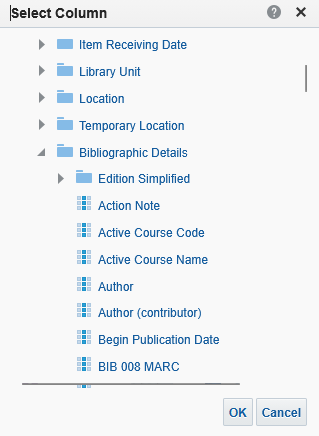 Select Column
Item Receiving Date
Library Unit
Location
Temporary Location
Bibliographic Details
Edition Simplified
Action Note
Active Course Code
Active Course Name
Author
Author (contributor)
Begin Publication Date
BIB 008 MARC
OK Cancel